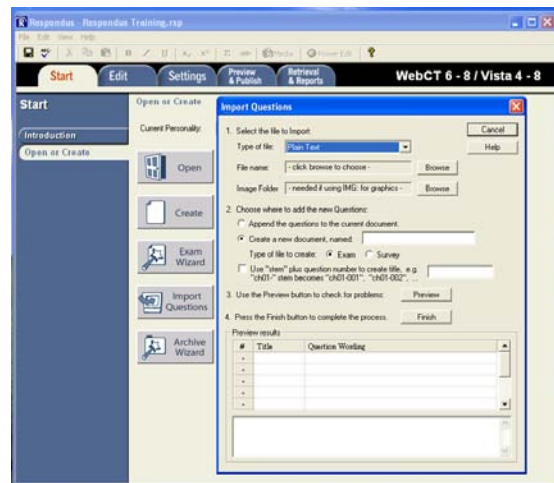 Respondus - Respondus Training.rsp
File Edit View Help
B / U x₂ x² Media Power Edit ?
Start Edit Settings Preview & Publish Retrieval & Reports WebCT 6 - 8 / Vista 4 - 8
Start
Introduction
Open or Create
Open or Create
Current Personality:
Open
Create
Exam Wizard
Import Questions
Archive Wizard
Import Questions
1. Select the file to Import: Cancel
Type of file: Plain Text Help
File name: - click browse to choose - Browse
Image Folder - needed if using IMG: for graphics - Browse
2. Choose where to add the new Questions:
Append the questions to the current document.
Create a new document, named:
Type of file to create: Exam Survey
Use "stem" plus question number to create title, e.g.
"ch01-" stem becomes "ch01-001", "ch01-002", ...
3. Use the Preview button to check for problems: Preview
4. Press the Finish button to complete the process. Finish
Preview results
# Title Question Wording